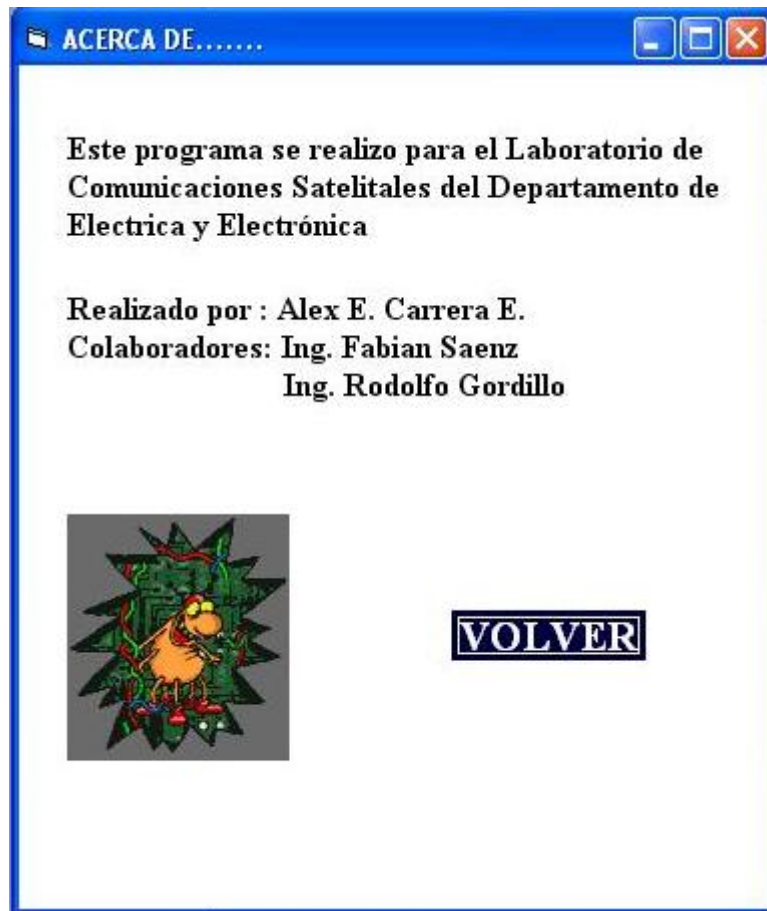 ACERCA DE.......
Este programa se realizo para el Laboratorio de
Comunicaciones Satelitales del Departamento de
Electrica y Electrónica
Realizado por : Alex E. Carrera E.
Colaboradores: Ing. Fabian Saenz
Ing. Rodolfo Gordillo
VOLVER